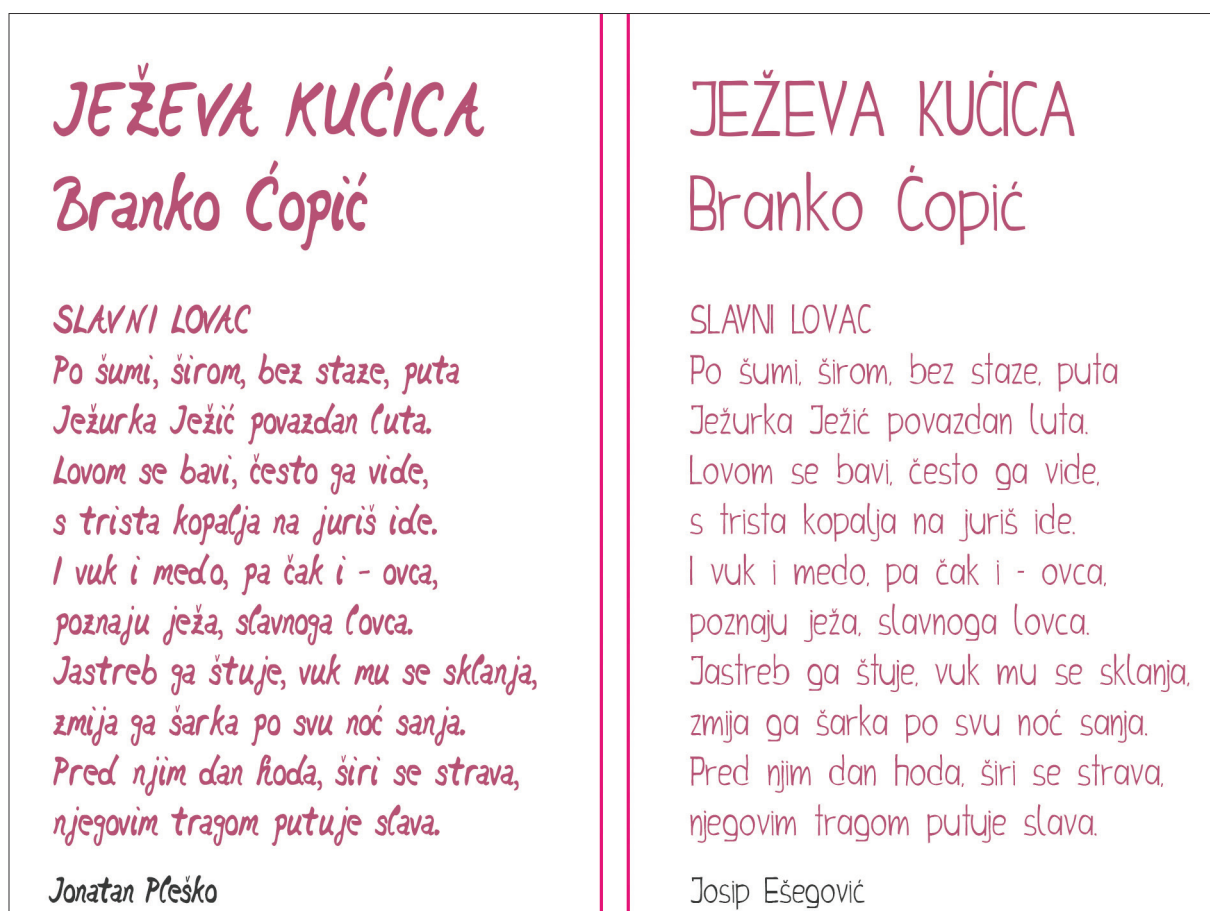 JEŽEVA KUĆICA
Branko Ćopić
SLAVNI LOVAC
Po šumi, širom, bez staze, puta
Ježurka Ježić povazdan luta.
Lovom se bavi, često ga vide,
s trista kopalja na juriš ide.
I vuk i medo, pa čak i - ovca,
poznaju ježa, slavnoga lovca.
Jastreb ga štuje, vuk mu se sklanja,
zmija ga šarka po svu noć sanja.
Pred njim dan hoda, širi se strava,
njegovim tragom putuje slava.
Jonatan Pleško
JEŽEVA KUĆICA
Branko Ćopić
SLAVNI LOVAC
Po šumi, širom, bez staze, puta
Ježurka Ježić povazdan luta.
Lovom se bavi, često ga vide,
s trista kopalja na juriš ide.
I vuk i medo, pa čak i - ovca,
poznaju ježa, slavnoga lovca.
Jastreb ga štuje, vuk mu se sklanja,
zmija ga šarka po svu noć sanja.
Pred njim dan hoda, širi se strava,
njegovim tragom putuje slava.
Josip Ešegović